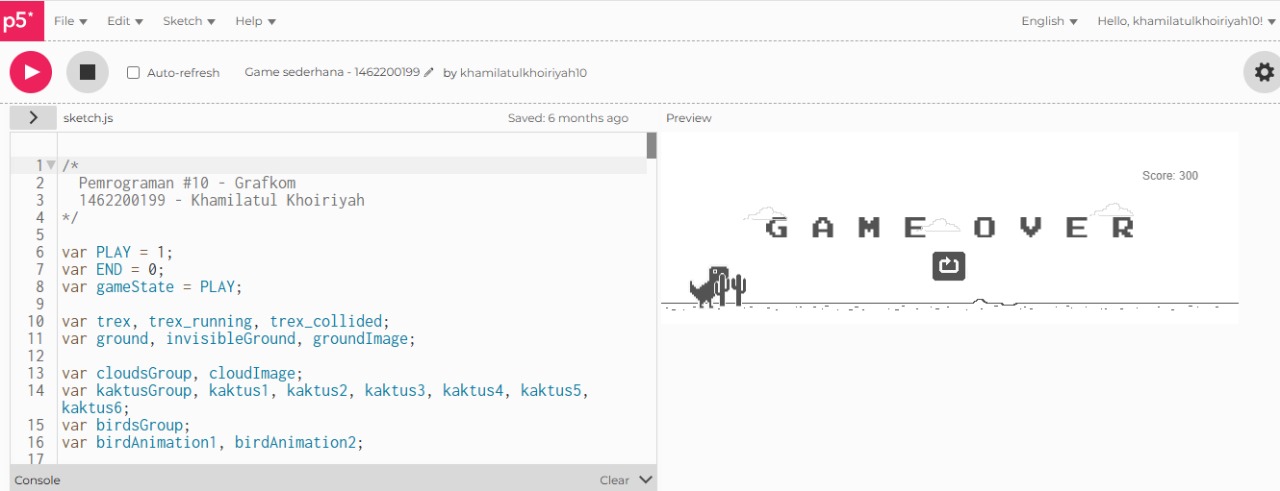 p5* File Edit Sketch Help English Hello, khamilatulkhoiriyah10!
Auto-refresh Game sederhana - 1462200199 by khamilatulkhoiriyah10
> sketch.js Saved: 6 months ago Preview
1 /*
2 Pemrograman #10 - Grafkom
3 1462200199 - Khamilatul Khoiriyah
4 */
5
6 var PLAY = 1;
7 var END = 0;
8 var gameState = PLAY;
9
10 var trex, trex_running, trex_collided;
11 var ground, invisibleGround, groundImage;
12
13 var cloudsGroup, cloudImage;
14 var kaktusGroup, kaktus1, kaktus2, kaktus3, kaktus4, kaktus5,
kaktus6;
15 var birdsGroup;
16 var birdAnimation1, birdAnimation2;
17
Console Clear
Score: 300
GAME OVER